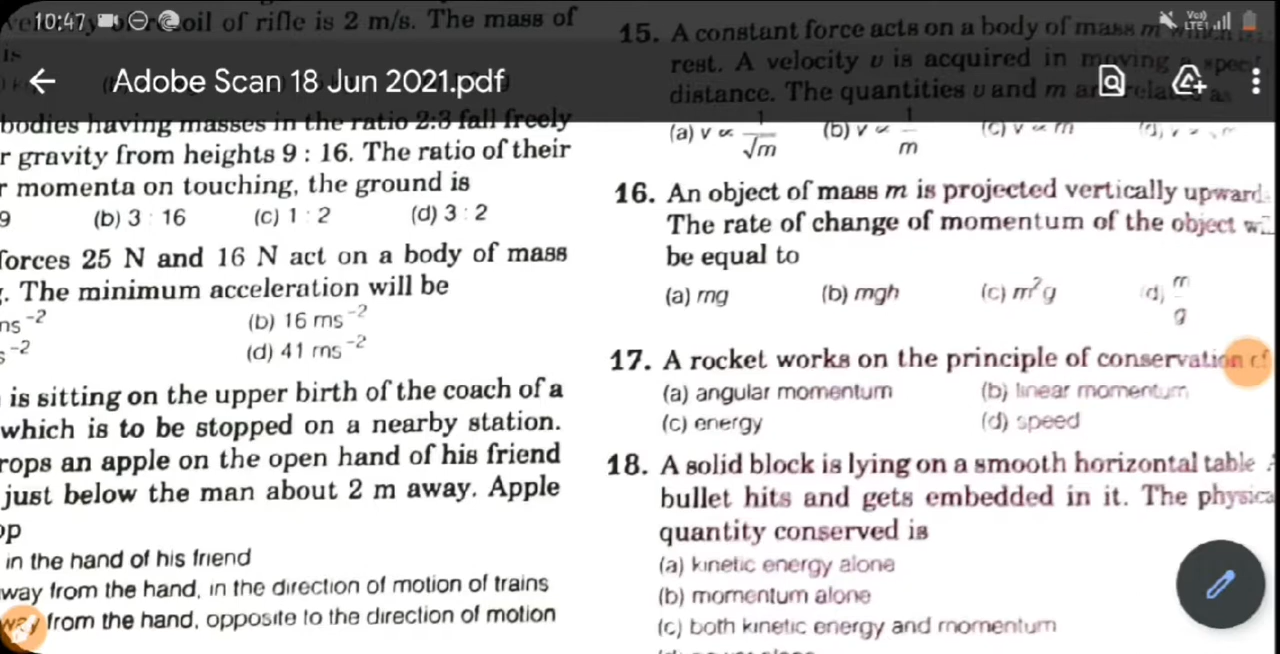 10:47
LTE1
Adobe Scan 18 Jun 2021.pdf
oil of rifle is 2 m/s. The mass of
is
bodies having masses in the ratio 2:3 fall freely
r gravity from heights 9 : 16. The ratio of their
r momenta on touching, the ground is
9 (b) 3 : 16 (c) 1 : 2 (d) 3 : 2
forces 25 N and 16 N act on a body of mass
. The minimum acceleration will be
ms⁻² (b) 16 ms⁻²
s⁻² (d) 41 ms⁻²
is sitting on the upper birth of the coach of a
which is to be stopped on a nearby station.
rops an apple on the open hand of his friend
just below the man about 2 m away. Apple
op
in the hand of his friend
way from the hand, in the direction of motion of trains
way from the hand, opposite to the direction of motion
15. A constant force acts on a body of mass m which is
rest. A velocity v is acquired in moving a specif
distance. The quantities v and m are related as
(a) v ∝ 1/√m (b) v ∝ 1/m (c) v ∝ m (d) v ∝ √m
16. An object of mass m is projected vertically upward
The rate of change of momentum of the object wil
be equal to
(a) mg (b) mgh (c) m²g (d) m/g
17. A rocket works on the principle of conservation of
(a) angular momentum (b) linear momentum
(c) energy (d) speed
18. A solid block is lying on a smooth horizontal table A
bullet hits and gets embedded in it. The physica
quantity conserved is
(a) kinetic energy alone
(b) momentum alone
(c) both kinetic energy and momentum